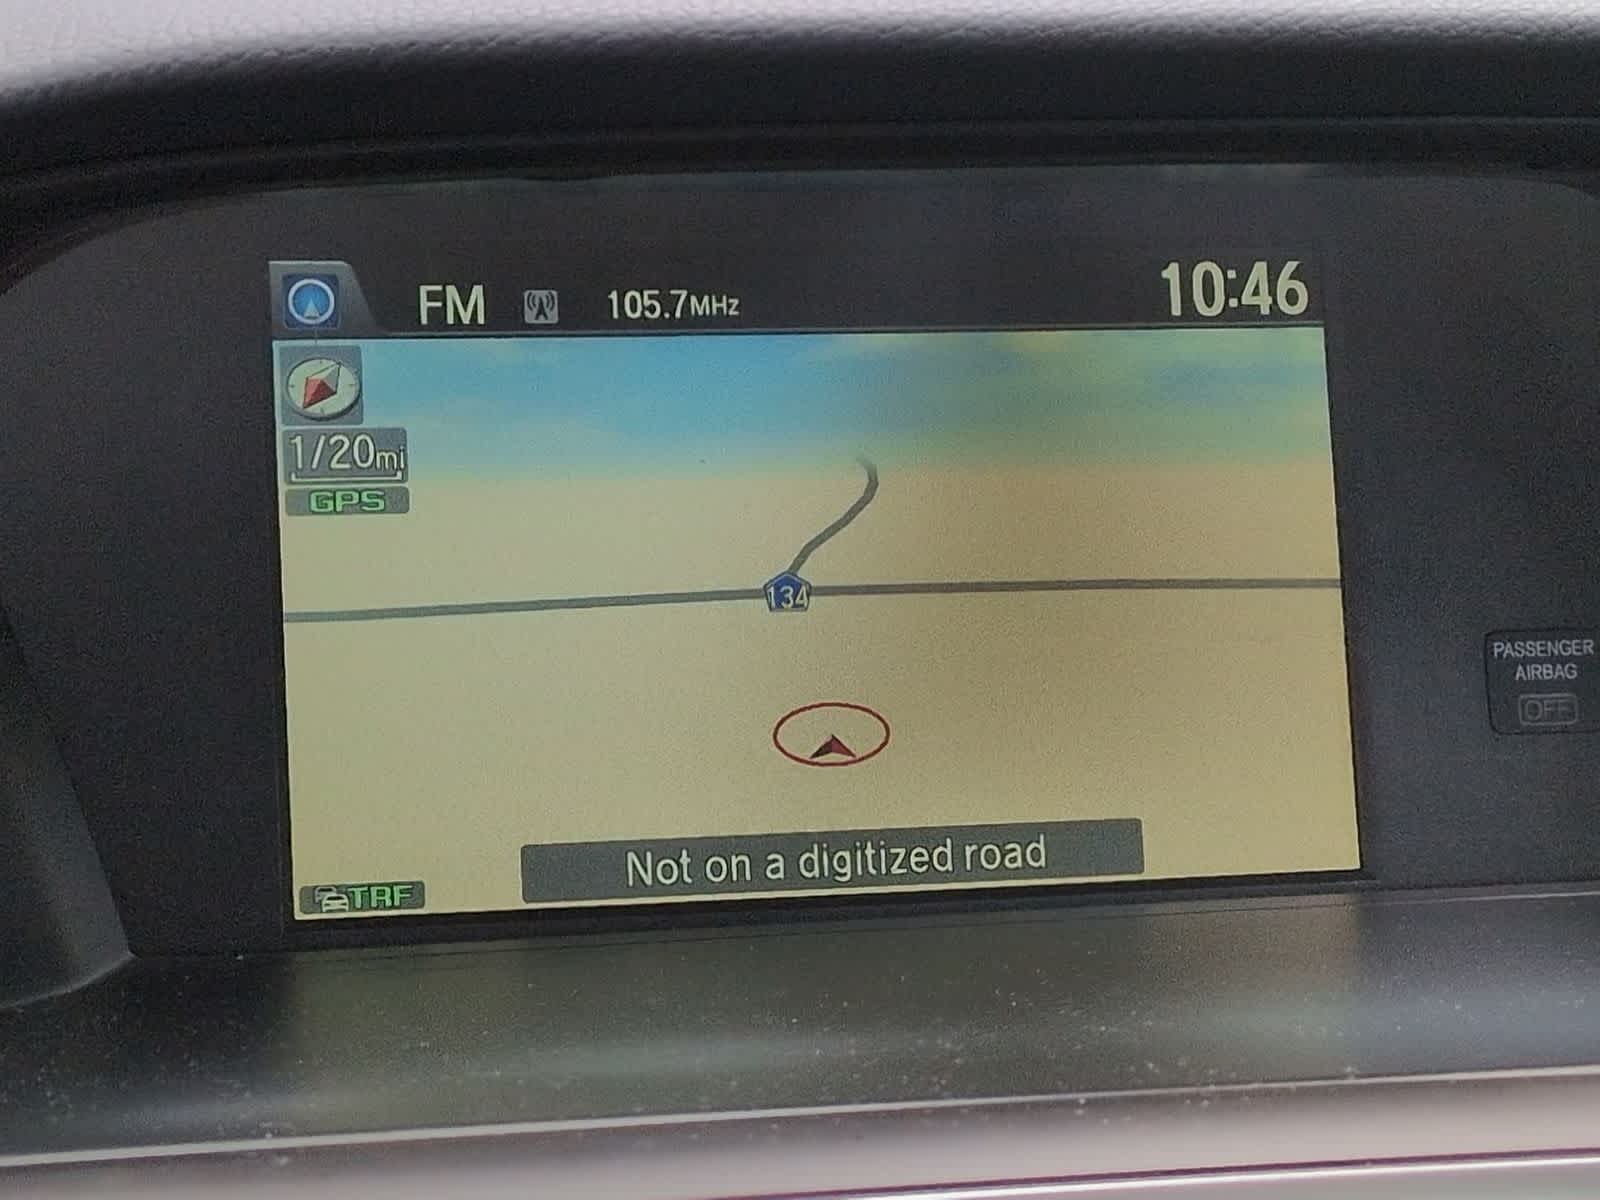 FM 105.7MHz 10:46
1/20mi
GPS
134
PASSENGER
AIRBAG
OFF
Not on a digitized road
TRF